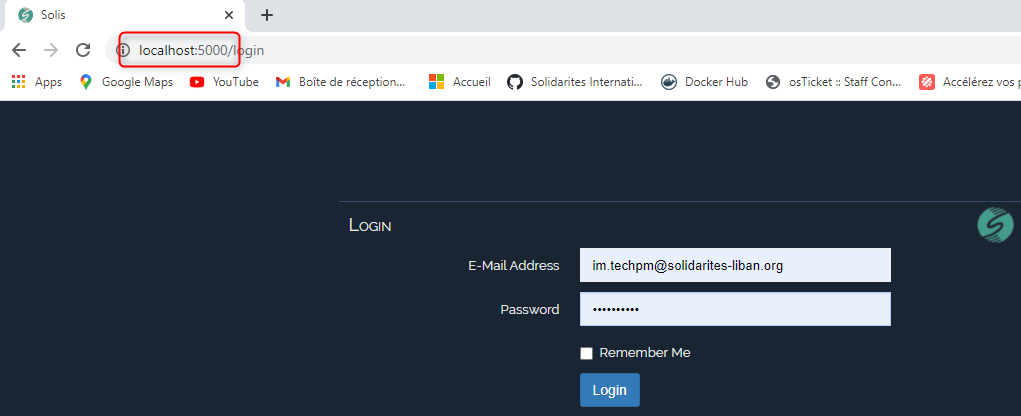 Solis
localhost:5000/login
Apps Google Maps YouTube Boîte de réception... Accueil Solidarites Internati... Docker Hub osTicket :: Staff Con... Accélérez vos p
LOGIN
E-Mail Address im.techpm@solidarites-liban.org
Password ••••••••••
Remember Me
Login